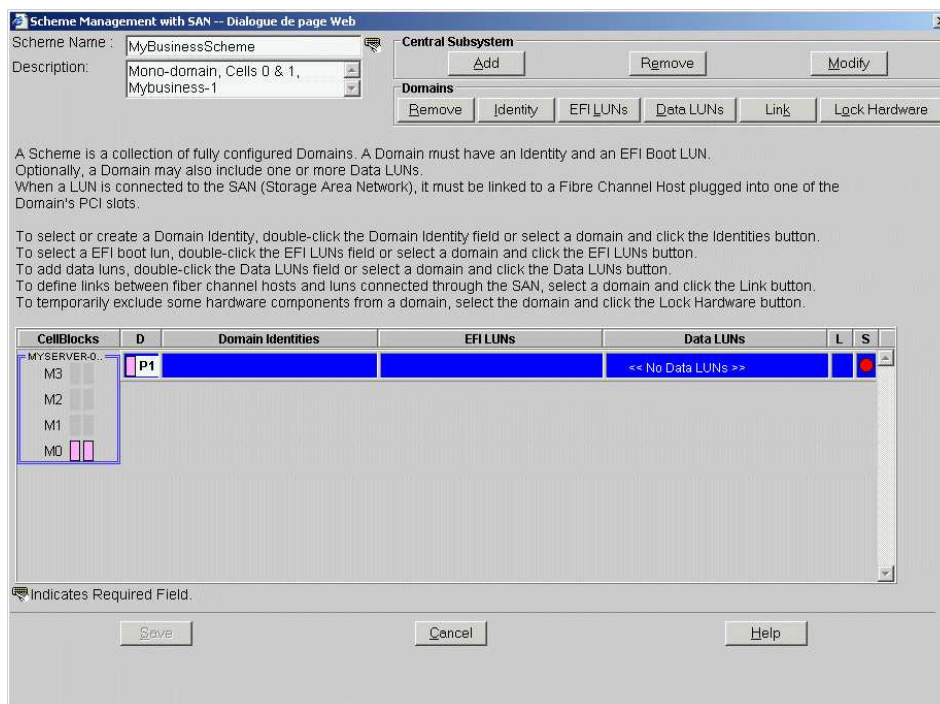 Scheme Management with SAN -- Dialogue de page Web
Scheme Name :
MyBusinessScheme
Description:
Mono-domain, Cells 0 & 1,
Mybusiness-1
Central Subsystem
Add
Remove
Modify
Domains
Remove
Identity
EFI LUNs
Data LUNs
Link
Lock Hardware
A Scheme is a collection of fully configured Domains. A Domain must have an Identity and an EFI Boot LUN.
Optionally, a Domain may also include one or more Data LUNs.
When a LUN is connected to the SAN (Storage Area Network), it must be linked to a Fibre Channel Host plugged into one of the
Domain's PCI slots.
To select or create a Domain Identity, double-click the Domain Identity field or select a domain and click the Identities button.
To select a EFI boot lun, double-click the EFI LUNs field or select a domain and click the EFI LUNs button.
To add data luns, double-click the Data LUNs field or select a domain and click the Data LUNs button.
To define links between fiber channel hosts and luns connected through the SAN, select a domain and click the Link button.
To temporarily exclude some hardware components from a domain, select the domain and click the Lock Hardware button.
CellBlocks D Domain Identities EFI LUNs Data LUNs L S
MYSERVER-0..
P1
<< No Data LUNs >>
M3
M2
M1
M0
Indicates Required Field.
Save
Cancel
Help